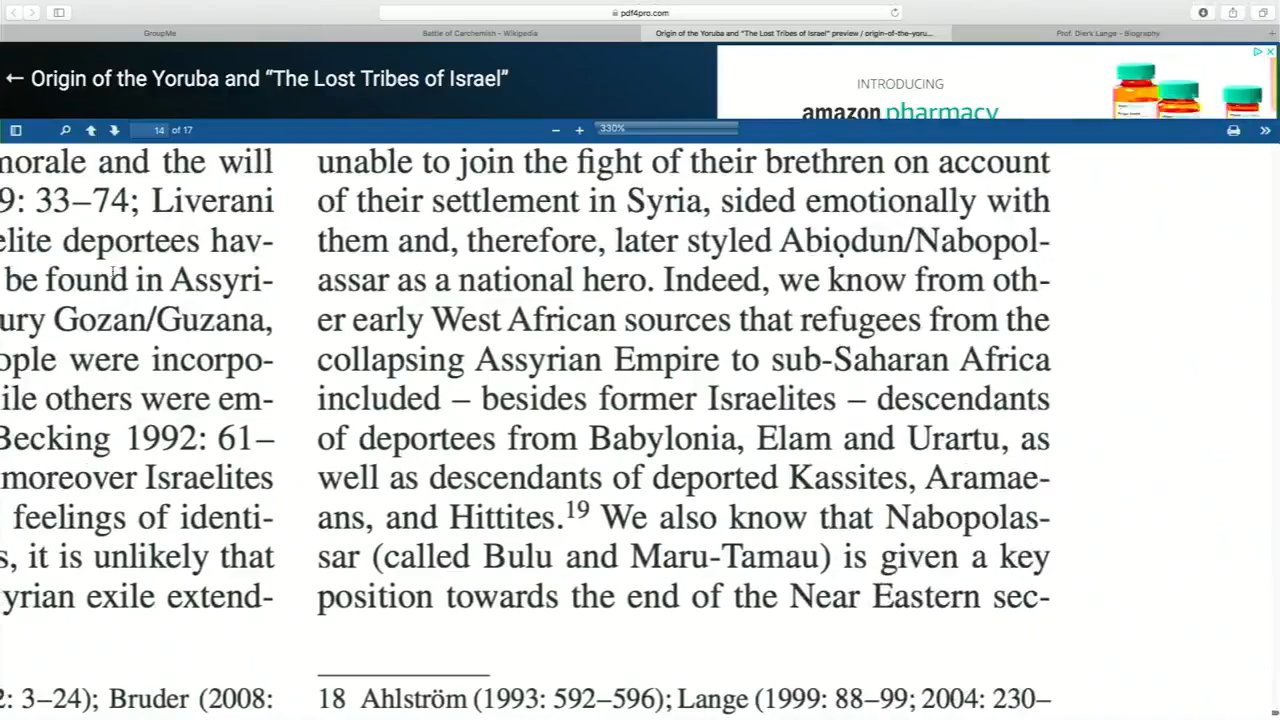 pdf4pro.com
GroupMe
Battle of Carchemish - Wikipedia
Origin of the Yoruba and "The Lost Tribes of Israel" preview / origin-of-the-yoru...
Prof. Dierk Lange - Biography
← Origin of the Yoruba and “The Lost Tribes of Israel”
INTRODUCING
amazon pharmacy
14 of 17
330%
morale and the will
9: 33–74; Liverani
elite deportees hav-
be found in Assyri-
ury Gozan/Guzana,
ople were incorpo-
ile others were em-
Becking 1992: 61–
moreover Israelites
feelings of identi-
s, it is unlikely that
yrian exile extend-
2: 3–24); Bruder (2008:
unable to join the fight of their brethren on account
of their settlement in Syria, sided emotionally with
them and, therefore, later styled Abiọdun/Nabopol-
assar as a national hero. Indeed, we know from oth-
er early West African sources that refugees from the
collapsing Assyrian Empire to sub-Saharan Africa
included – besides former Israelites – descendants
of deportees from Babylonia, Elam and Urartu, as
well as descendants of deported Kassites, Aramae-
ans, and Hittites.19 We also know that Nabopolas-
sar (called Bulu and Maru-Tamau) is given a key
position towards the end of the Near Eastern sec-
18 Ahlström (1993: 592–596); Lange (1999: 88–99; 2004: 230–